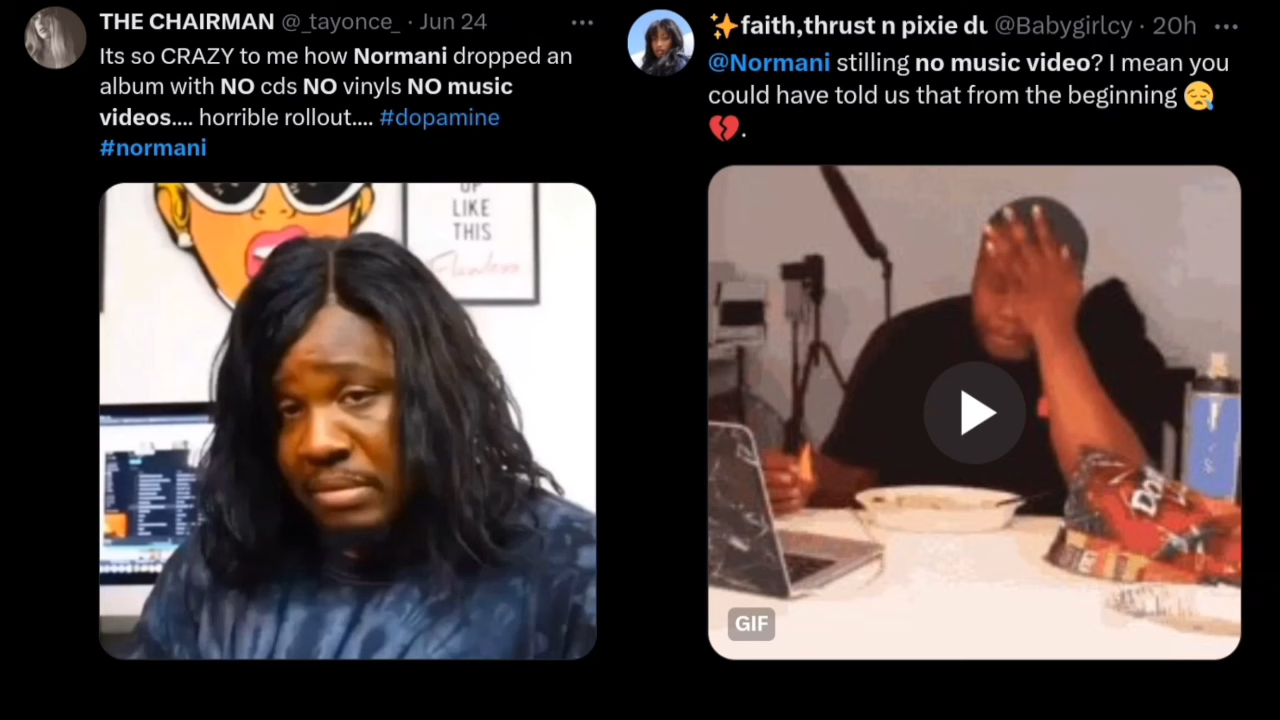 THE CHAIRMAN @_tayonce_ · Jun 24
Its so CRAZY to me how Normani dropped an
album with NO cds NO vinyls NO music
videos.... horrible rollout.... #dopamine
#normani
UP
LIKE
THIS
Flawless
✨faith,thrust n pixie du @Babygirlcy · 20h
@Normani stilling no music video? I mean you
could have told us that from the beginning 😪
💔.
GIF